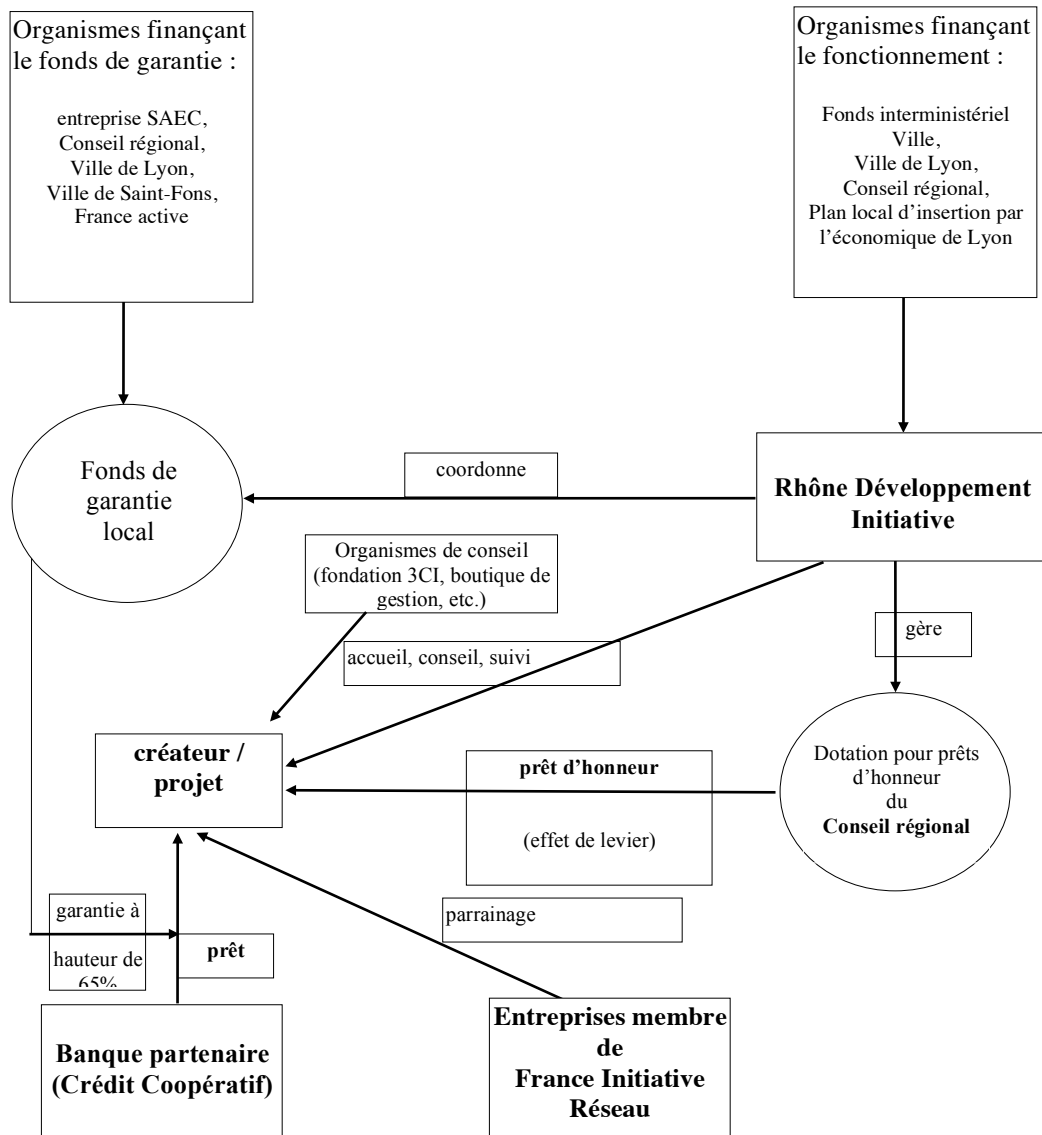 Organismes finançant
le fonds de garantie :
entreprise SAEC,
Conseil régional,
Ville de Lyon,
Ville de Saint-Fons,
France active
Organismes finançant
le fonctionnement :
Fonds interministériel
Ville,
Ville de Lyon,
Conseil régional,
Plan local d’insertion par
l’économique de Lyon
Fonds de
garantie
local
coordonne
Rhône Développement
Initiative
Organismes de conseil
(fondation 3CI, boutique de
gestion, etc.)
accueil, conseil, suivi
gère
créateur /
projet
prêt d’honneur
(effet de levier)
Dotation pour prêts
d’honneur
du
Conseil régional
garantie à
hauteur de
65%
prêt
parrainage
Banque partenaire
(Crédit Coopératif)
Entreprises membre
de
France Initiative
Réseau